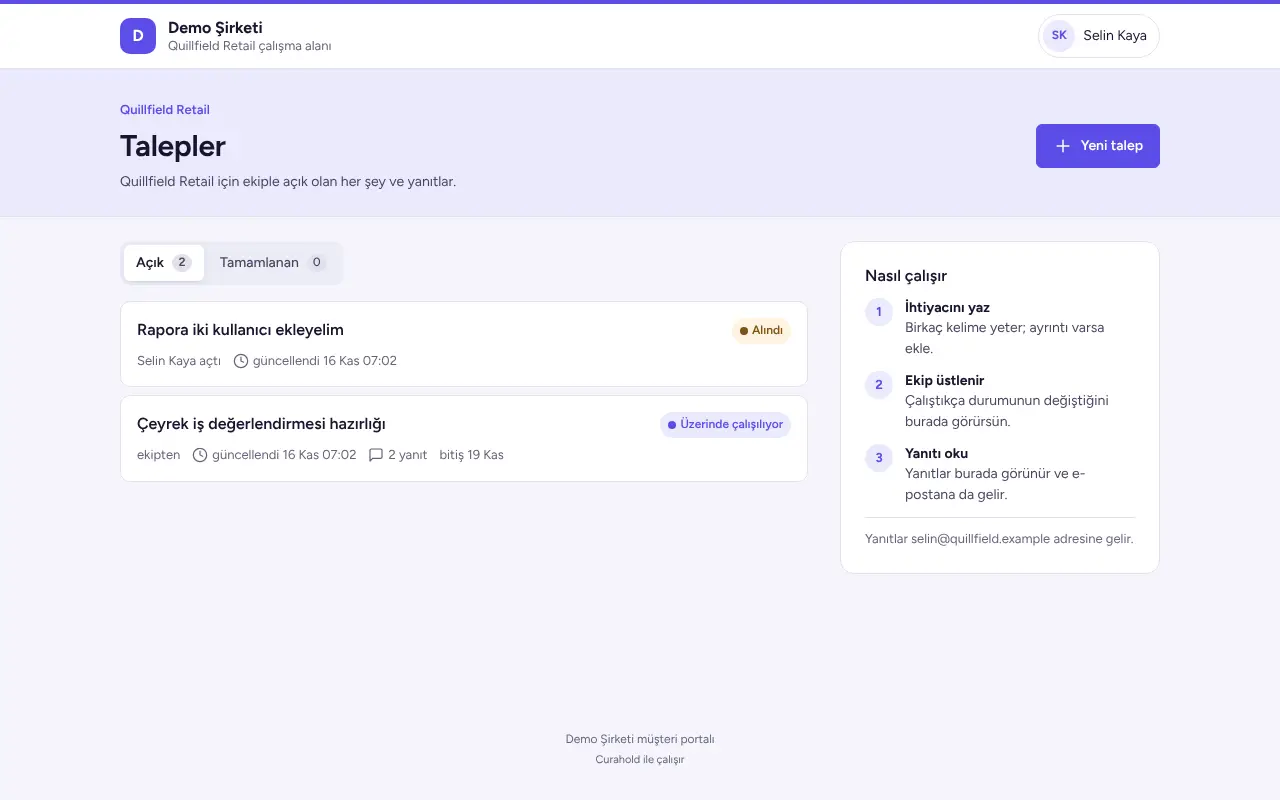 D
Demo Şirketi
Quillfield Retail çalışma alanı
SK
Selin Kaya
Quillfield Retail
Talepler
Quillfield Retail için ekiple açık olan her şey ve yanıtlar.
Yeni talep
Açık 2
Tamamlanan 0
Rapora iki kullanıcı ekleyelim
Alındı
Selin Kaya açtı güncellendi 16 Kas 07:02
Çeyrek iş değerlendirmesi hazırlığı
Üzerinde çalışılıyor
ekipten güncellendi 16 Kas 07:02 2 yanıt bitiş 19 Kas
Nasıl çalışır
1
İhtiyacını yaz
Birkaç kelime yeter; ayrıntı varsa
ekle.
2
Ekip üstlenir
Çalıştıkça durumunun değiştiğini
burada görürsün.
3
Yanıtı oku
Yanıtlar burada görünür ve e-
postana da gelir.
Yanıtlar selin@quillfield.example adresine gelir.
Demo Şirketi müşteri portalı
Curahold ile çalışır